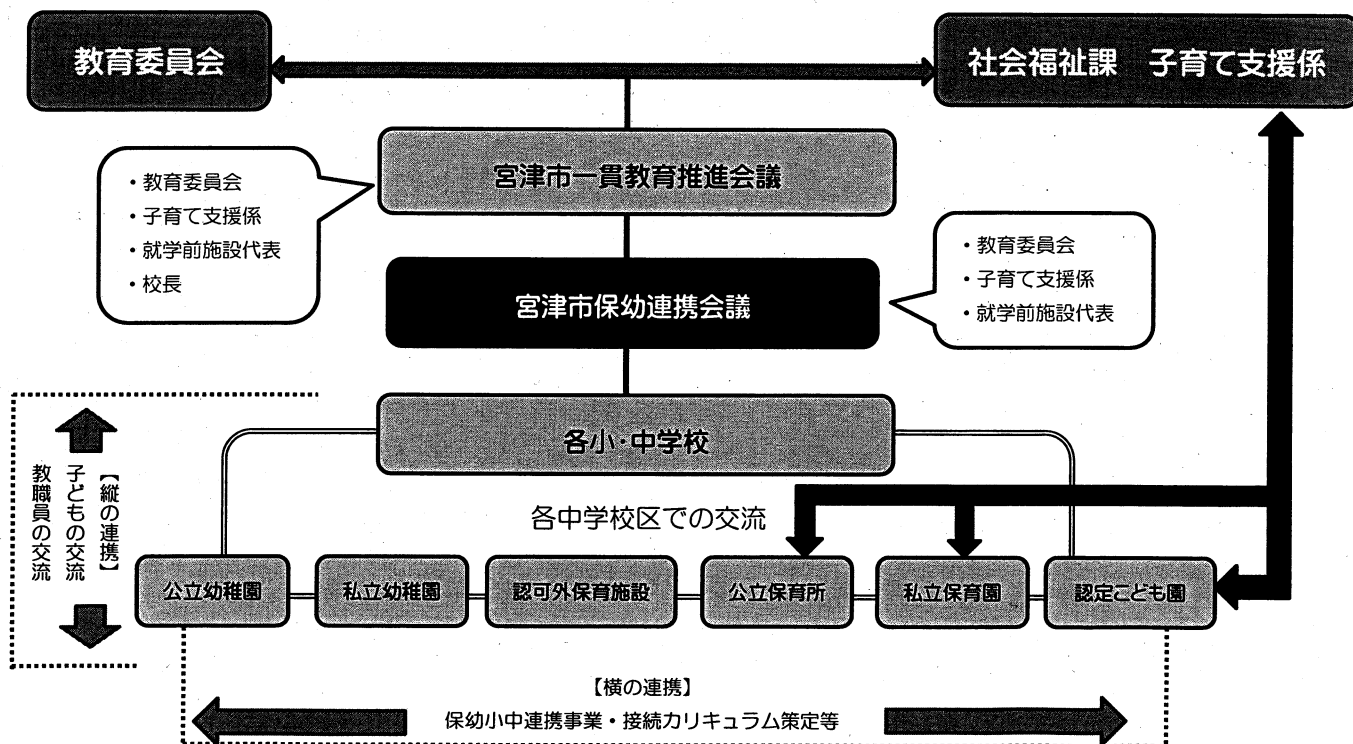 教育委員会
社会福祉課　子育て支援係
宮津市一貫教育推進会議
・教育委員会
・子育て支援係
・就学前施設代表
・校長
宮津市保幼連携会議
・教育委員会
・子育て支援係
・就学前施設代表
各小・中学校
【縦の連携】
子どもの交流
教職員の交流
各中学校区での交流
公立幼稚園
私立幼稚園
認可外保育施設
公立保育所
私立保育園
認定こども園
【横の連携】
保幼小中連携事業・接続カリキュラム策定等